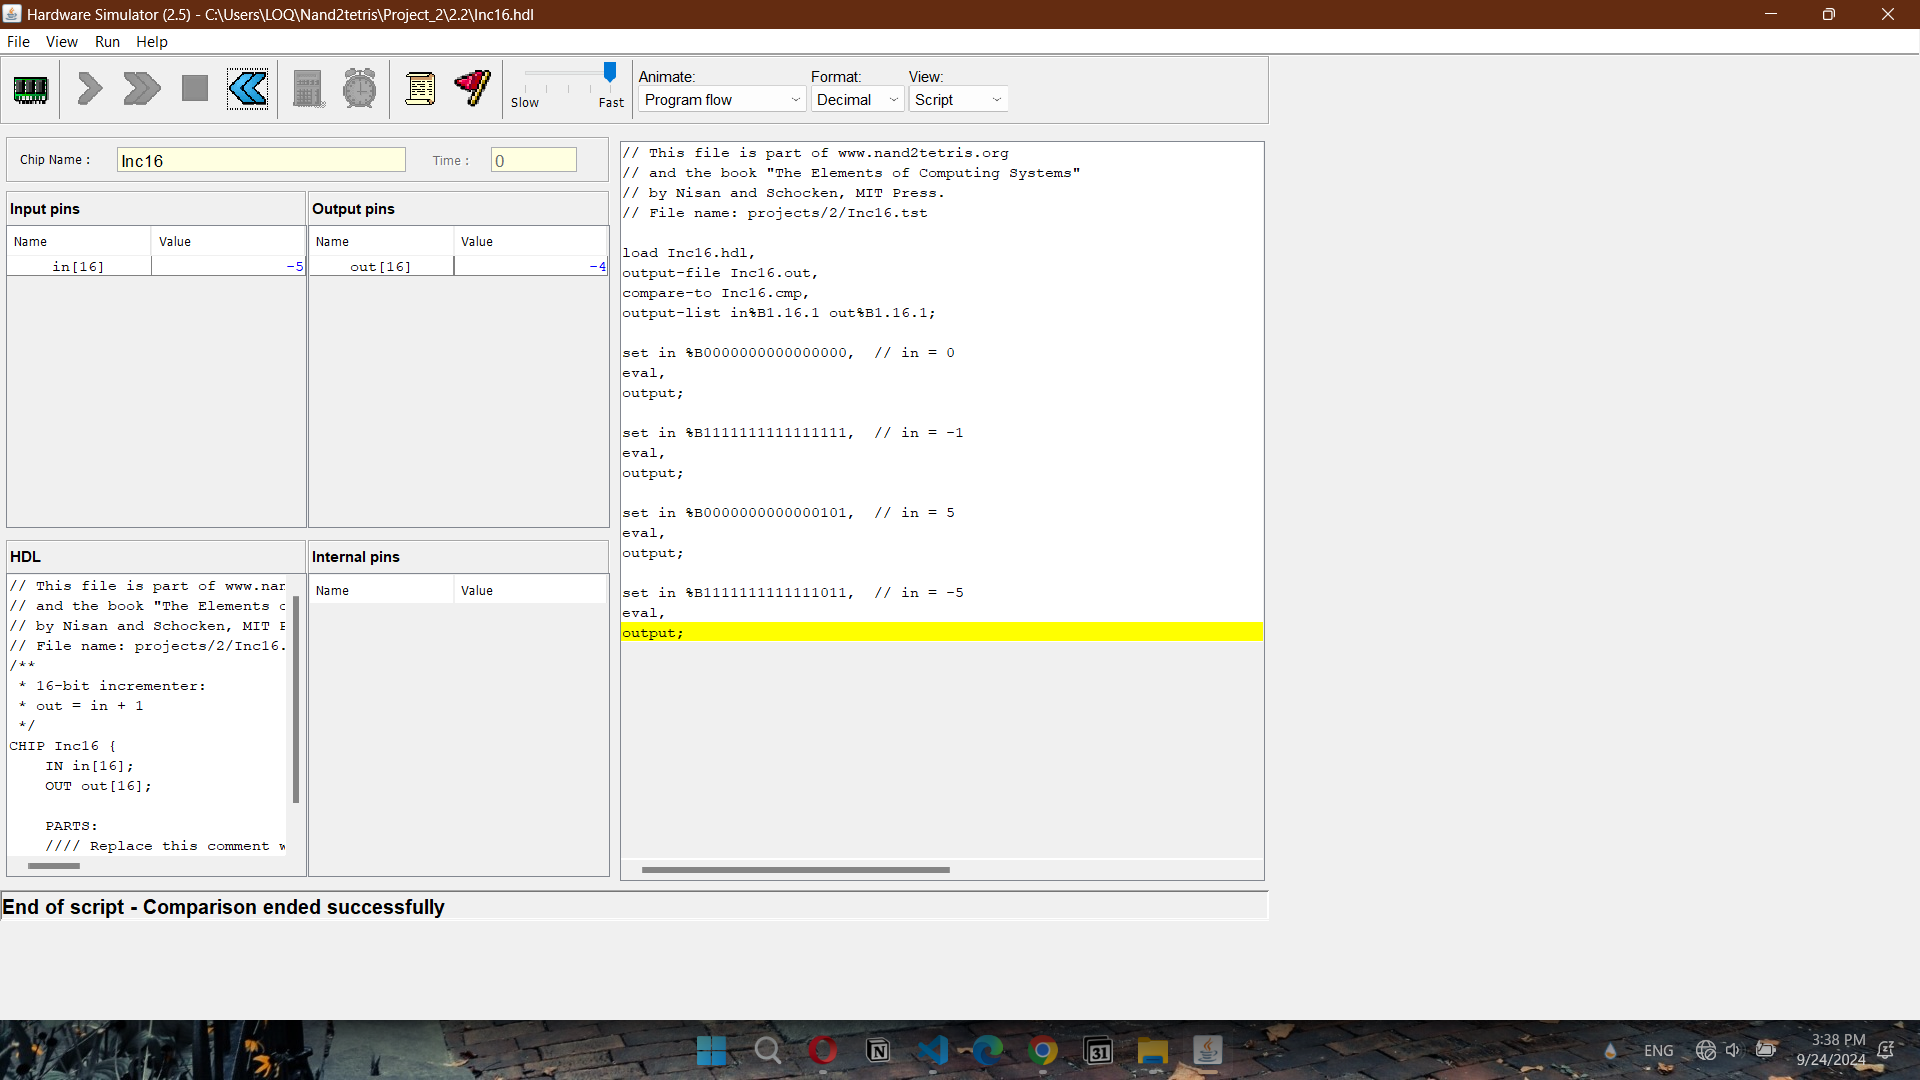 Hardware Simulator (2.5) - C:\Users\LOQ\Nand2tetris\Project_2\2.2\Inc16.hdl
File View Run Help
Slow Fast
Animate: Format: View:
Program flow Decimal Script
Chip Name : Inc16 Time : 0
Input pins
Name Value
in[16] -5
Output pins
Name Value
out[16] -4
HDL
// This file is part of www.nan
// and the book "The Elements o
// by Nisan and Schocken, MIT P
// File name: projects/2/Inc16.
/**
* 16-bit incrementer:
* out = in + 1
*/
CHIP Inc16 {
IN in[16];
OUT out[16];
PARTS:
//// Replace this comment w
Internal pins
Name Value
// This file is part of www.nand2tetris.org
// and the book "The Elements of Computing Systems"
// by Nisan and Schocken, MIT Press.
// File name: projects/2/Inc16.tst
load Inc16.hdl,
output-file Inc16.out,
compare-to Inc16.cmp,
output-list in%B1.16.1 out%B1.16.1;
set in %B0000000000000000,  // in = 0
eval,
output;
set in %B1111111111111111,  // in = -1
eval,
output;
set in %B0000000000000101,  // in = 5
eval,
output;
set in %B1111111111111011,  // in = -5
eval,
output;
End of script - Comparison ended successfully
31
ENG
3:38 PM
9/24/2024